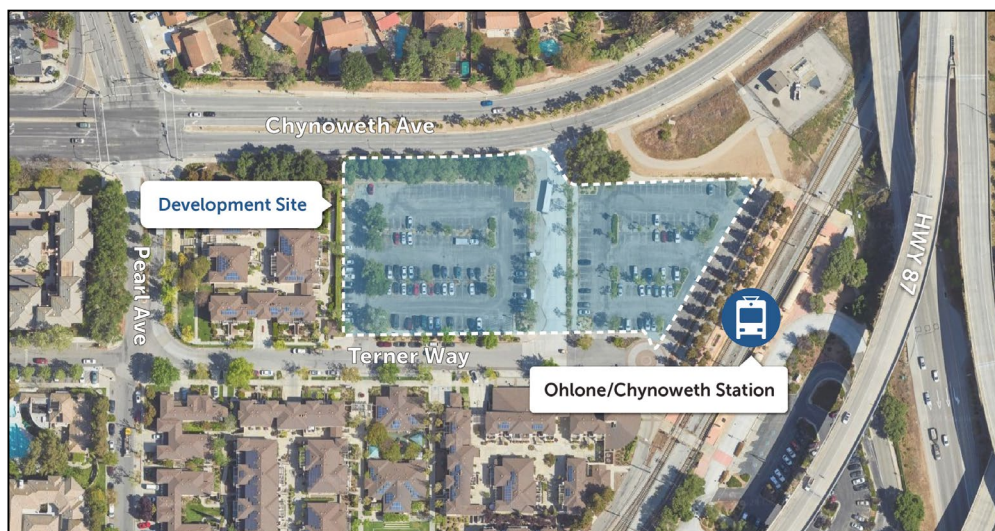 Chynoweth Ave
Development Site
Pearl Ave
HWY 87
Terner Way
Ohlone/Chynoweth Station